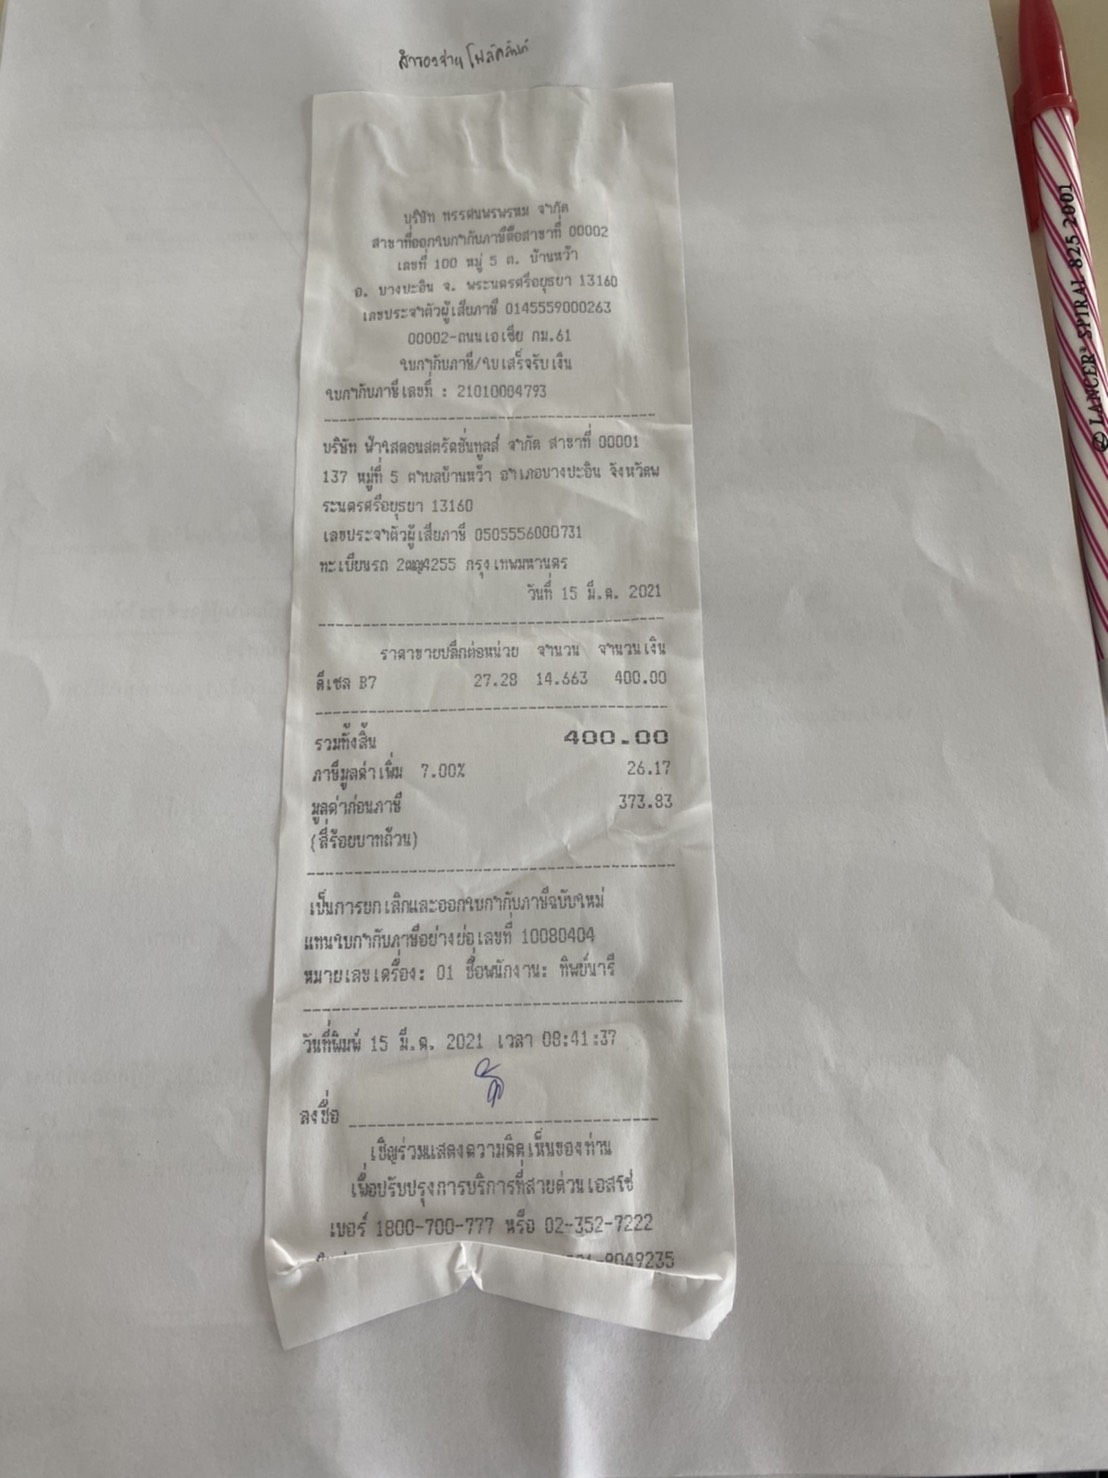 สำรองจ่าย โฟล์คลิฟท์
บริษัท พรรศนพรพรหม จำกัด
สาขาที่ออกใบกำกับภาษีคือสาขาที่ 00002
เลขที่ 100 หมู่ 5 ต. บ้านหว้า
อ. บางปะอิน จ. พระนครศรีอยุธยา 13160
เลขประจำตัวผู้เสียภาษี 0145559000263
00002-ถนนเอเซีย กม.61
ใบกำกับภาษี/ใบเสร็จรับเงิน
ใบกำกับภาษีเลขที่ : 21010004793
บริษัท ฟ้าใสคอนสตรัคชั่นทูลส์ จำกัด สาขาที่ 00001
137 หมู่ที่ 5 ตำบลบ้านหว้า อำเภอบางปะอิน จังหวัดพ
ระนครศรีอยุธยา 13160
เลขประจำตัวผู้เสียภาษี 0505556000731
ทะเบียนรถ 2ฒญ4255 กรุงเทพมหานคร
วันที่ 15 มี.ค. 2021
ราคาขายปลีกต่อหน่วย จำนวน จำนวนเงิน
ดีเซล B7 27.28 14.663 400.00
รวมทั้งสิ้น 400.00
ภาษีมูลค่าเพิ่ม 7.00% 26.17
มูลค่าก่อนภาษี 373.83
(สี่ร้อยบาทถ้วน)
เป็นการยกเลิกและออกใบกำกับภาษีฉบับใหม่
แทนใบกำกับภาษีอย่างย่อเลขที่ 10080404
หมายเลขเครื่อง: 01 ชื่อพนักงาน: ทิพย์นารี
วันที่พิมพ์ 15 มี.ค. 2021 เวลา 08:41:37
ลงชื่อ
เชิญร่วมแสดงความคิดเห็นของท่าน
เพื่อปรับปรุงการบริการที่สายด่วนเอสโซ่
เบอร์ 1800-700-777 หรือ 02-352-7222
9049235
LANCER SPIRAL 825 2001